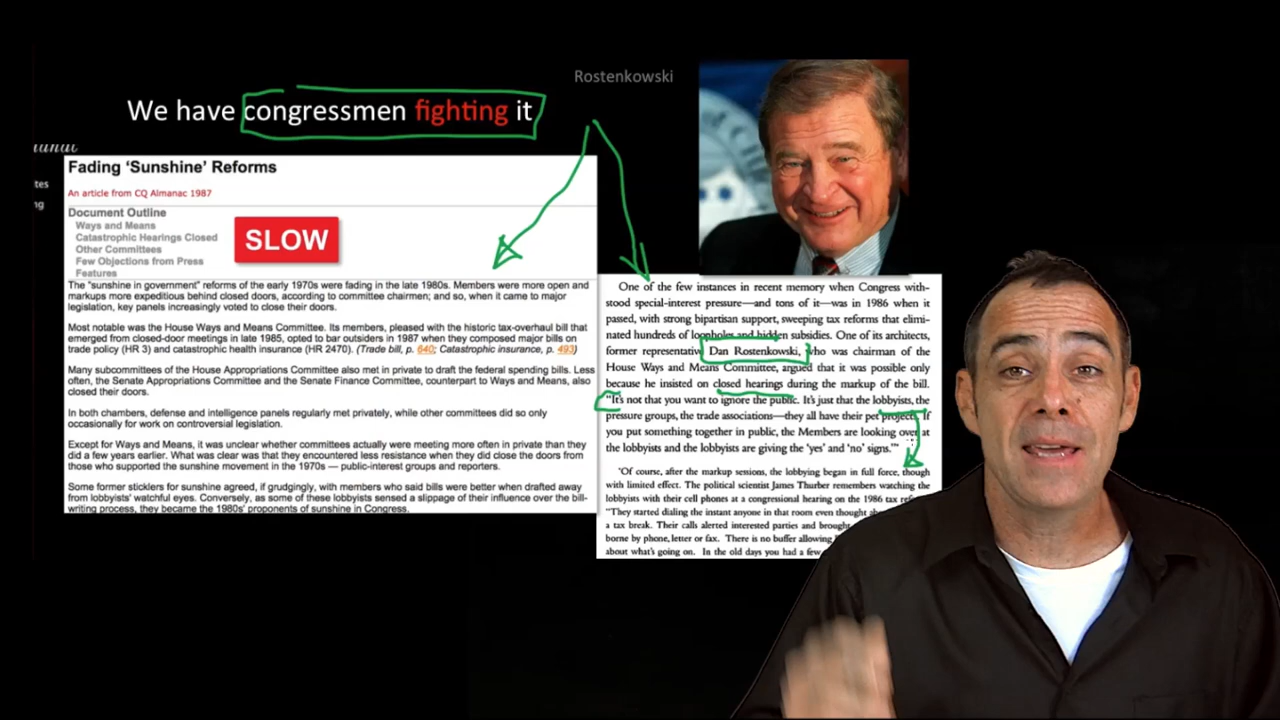 Rostenkowski
We have congressmen fighting it
tes
ng
Fading ‘Sunshine’ Reforms
An article from CQ Almanac 1987
Document Outline
Ways and Means
Catastrophic Hearings Closed
Other Committees
Few Objections from Press
Features
SLOW
The “sunshine in government” reforms of the early 1970s were fading in the late 1980s. Members were more open and
markups more expeditious behind closed doors, according to committee chairmen; and so, when it came to major
legislation, key panels increasingly voted to close their doors.
Most notable was the House Ways and Means Committee. Its members, pleased with the historic tax-overhaul bill that
emerged from closed-door meetings in late 1985, opted to bar outsiders in 1987 when they composed major bills on
trade policy (HR 3) and catastrophic health insurance (HR 2470). (Trade bill, p. 640; Catastrophic insurance, p. 493)
Many subcommittees of the House Appropriations Committee also met in private to draft the federal spending bills. Less
often, the Senate Appropriations Committee and the Senate Finance Committee, counterpart to Ways and Means, also
closed their doors.
In both chambers, defense and intelligence panels regularly met privately, while other committees did so only
occasionally for work on controversial legislation.
Except for Ways and Means, it was unclear whether committees actually were meeting more often in private than they
did a few years earlier. What was clear was that they encountered less resistance when they did close the doors from
those who supported the sunshine movement in the 1970s — public-interest groups and reporters.
Some former sticklers for sunshine agreed, if grudgingly, with members who said bills were better when drafted away
from lobbyists’ watchful eyes. Conversely, as some of these lobbyists sensed a slippage of their influence over the bill-
writing process, they became the 1980s’ proponents of sunshine in Congress.
One of the few instances in recent memory when Congress with-
stood special-interest pressure—and tons of it—was in 1986 when it
passed, with strong bipartisan support, sweeping tax reforms that elimi-
nated hundreds of loopholes and hidden subsidies. One of its architects,
former representative Dan Rostenkowski, who was chairman of the
House Ways and Means Committee, argued that it was possible only
because he insisted on closed hearings during the markup of the bill.
“It’s not that you want to ignore the public. It’s just that the lobbyists, the
pressure groups, the trade associations—they all have their pet projects. If
you put something together in public, the Members are looking over at
the lobbyists and the lobbyists are giving the ‘yes’ and ‘no’ signs.”*
*Of course, after the markup sessions, the lobbying began in full force, though
with limited effect. The political scientist James Thurber remembers watching the
lobbyists with their cell phones at a congressional hearing on the 1986 tax
“They started dialing the instant anyone in that room even thought
a tax break. Their calls alerted interested parties and brought
borne by phone, letter or fax. There is no buffer allowing
about what’s going on. In the old days you had a few